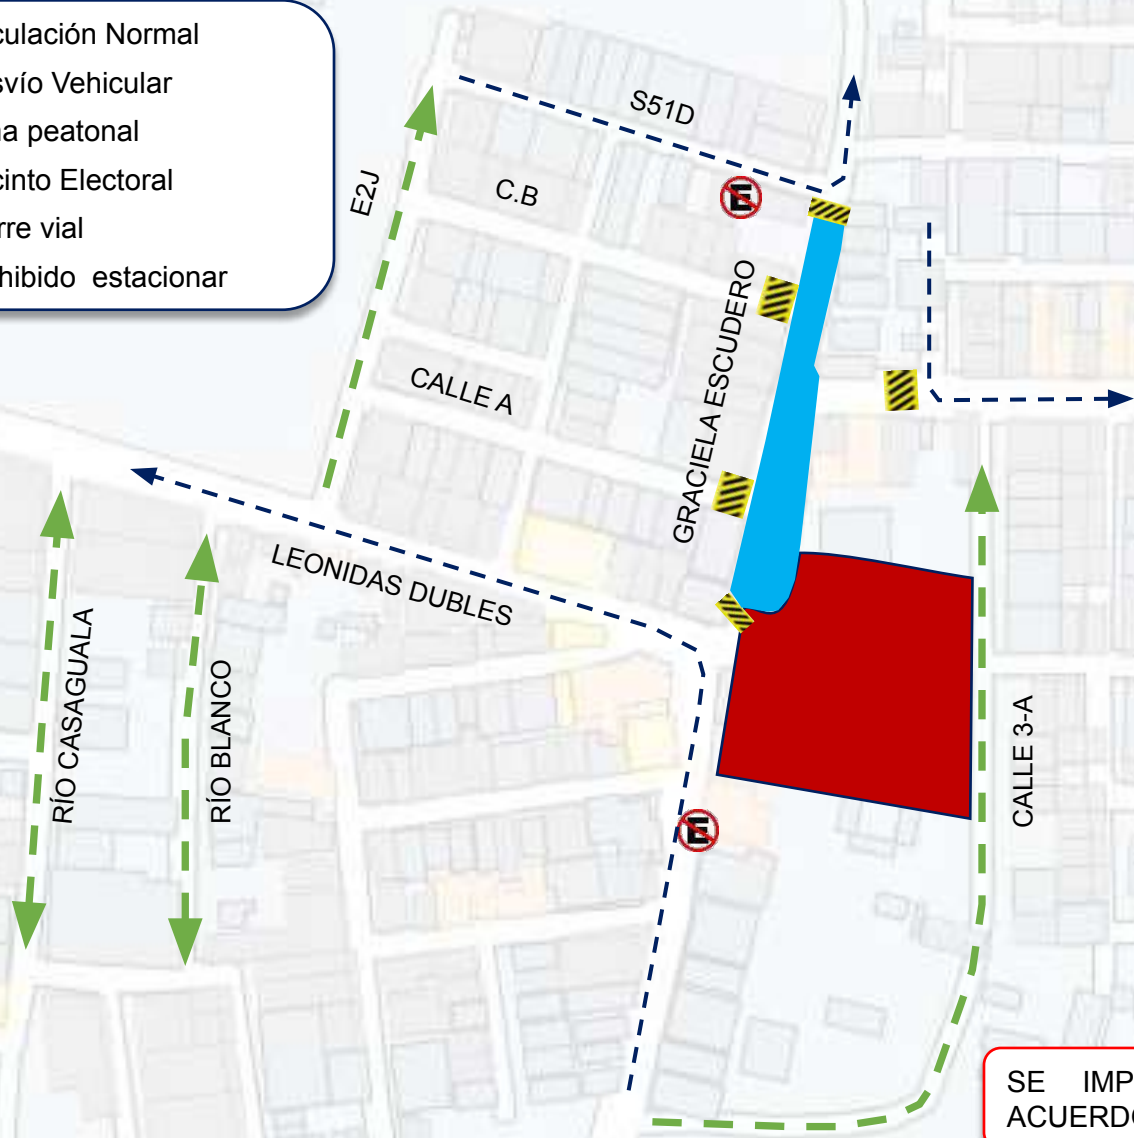 culación Normal
svío Vehicular
na peatonal
cinto Electoral
rre vial
hibido estacionar
S51D
E2J
C.B
E
GRACIELA ESCUDERO
CALLE A
LEONIDAS DUBLES
RÍO CASAGUALA
RÍO BLANCO
CALLE 3-A
E
SE IMP
ACUERDO